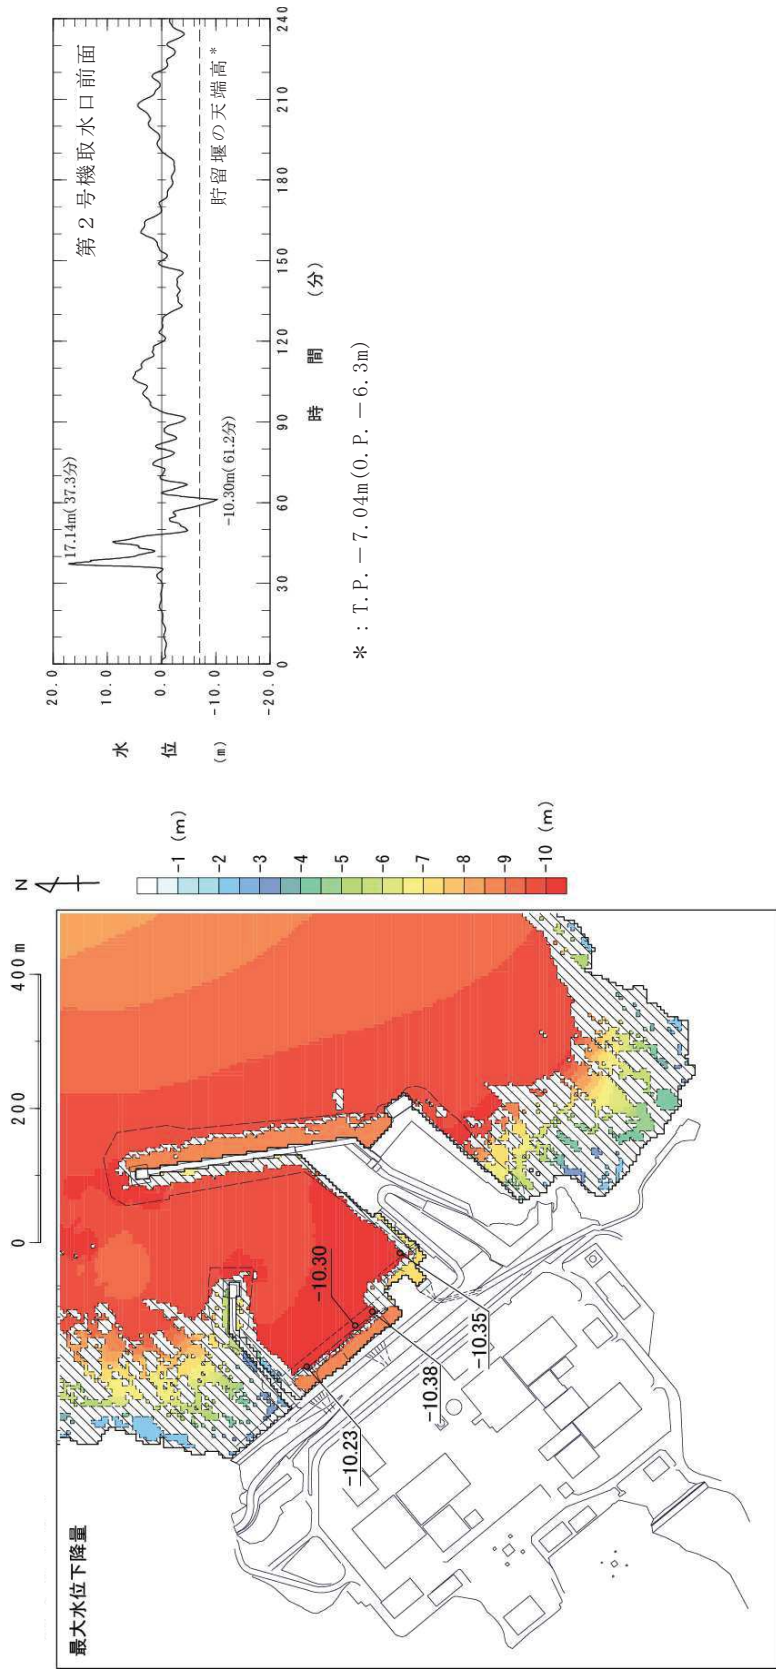 最大水位下降量
0 200 400m
N
-1 (m)
-2
-3
-4
-5
-6
-7
-8
-9
-10 (m)
-10.23
-10.38
-10.30
-10.35
第２号機取水口前面
水位 (m)
20.0
10.0
0.0
-10.0
-20.0
17.14m( 37.3分)
-10.30m( 61.2分)
貯留堰の天端高*
0 30 60 90 120 150 180 210 240
時間 (分)
*：T.P.－7.04m(O.P.－6.3m)